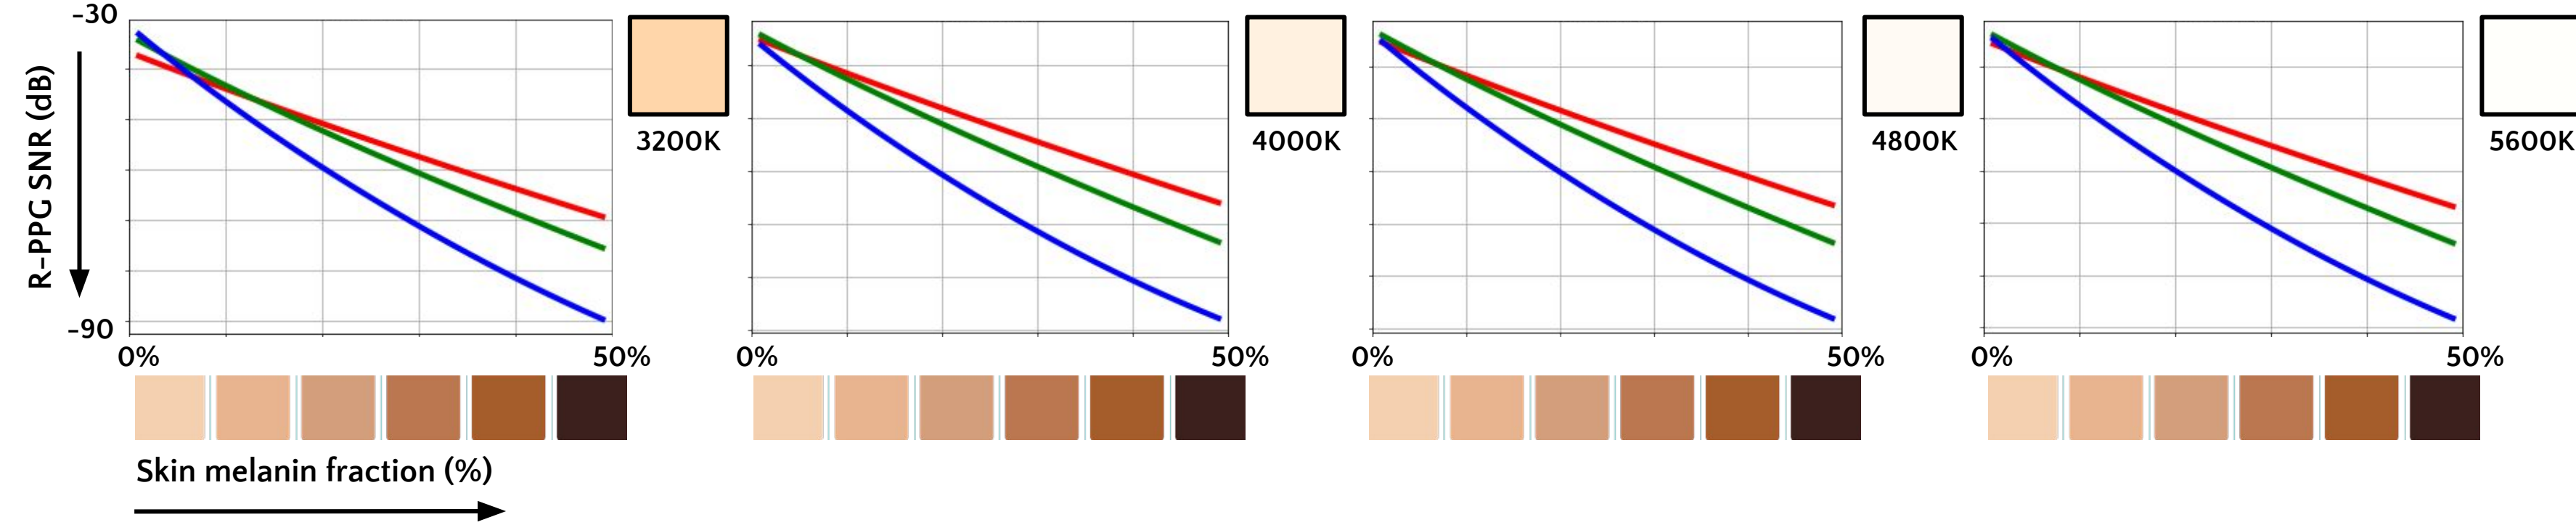 -30
R-PPG SNR (dB)
-90
0%
50%
3200K
0%
50%
4000K
0%
50%
4800K
0%
50%
5600K
Skin melanin fraction (%)